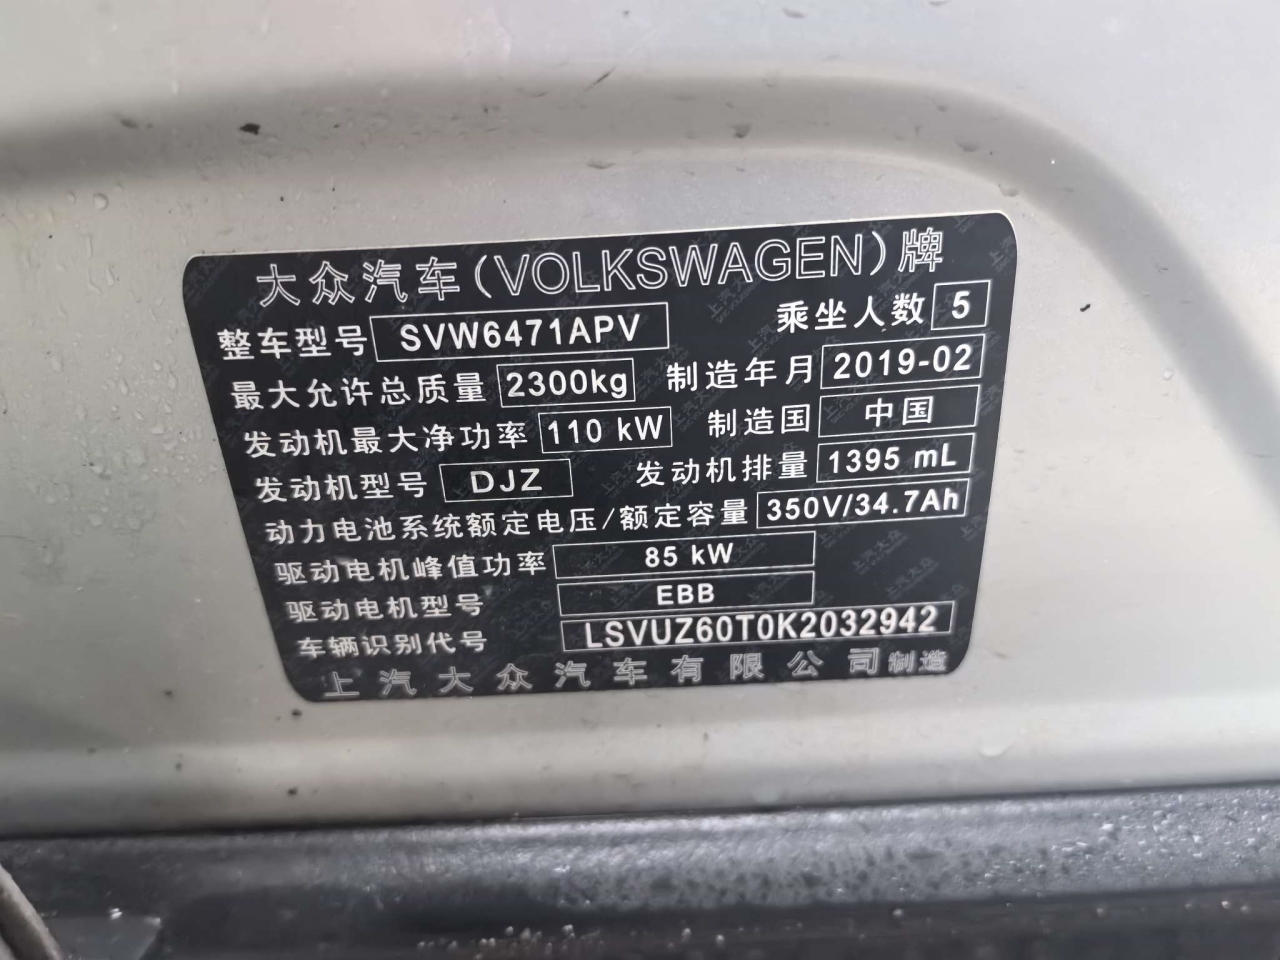 大众汽车(VOLKSWAGEN)牌
整车型号 SVW6471APV 乘坐人数 5
最大允许总质量 2300kg 制造年月 2019-02
发动机最大净功率 110 kW 制造国 中国
发动机型号 DJZ 发动机排量 1395 mL
动力电池系统额定电压/额定容量 350V/34.7Ah
驱动电机峰值功率 85 kW
驱动电机型号 EBB
车辆识别代号 LSVUZ60T0K2032942
上汽大众汽车有限公司制造